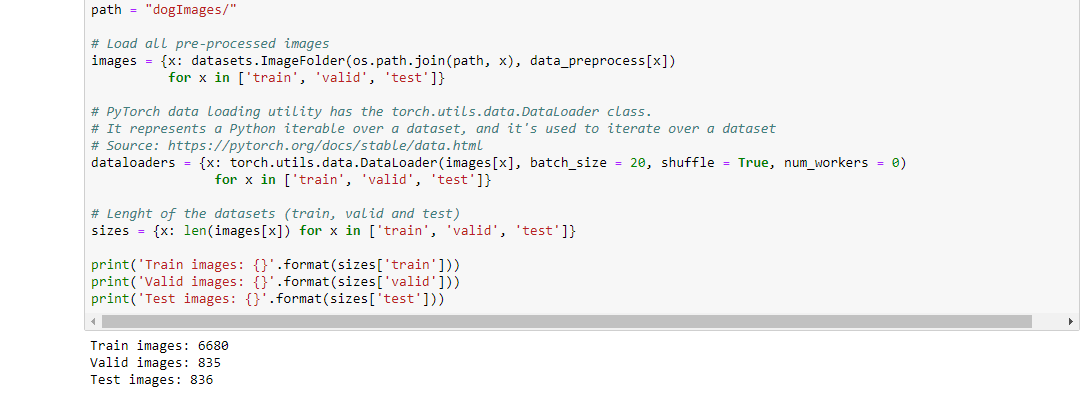 path = "dogImages/"
# Load all pre-processed images
images = {x: datasets.ImageFolder(os.path.join(path, x), data_preprocess[x])
for x in ['train', 'valid', 'test']}
# PyTorch data loading utility has the torch.utils.data.DataLoader class.
# It represents a Python iterable over a dataset, and it's used to iterate over a dataset
# Source: https://pytorch.org/docs/stable/data.html
dataloaders = {x: torch.utils.data.DataLoader(images[x], batch_size = 20, shuffle = True, num_workers = 0)
for x in ['train', 'valid', 'test']}
# Lenght of the datasets (train, valid and test)
sizes = {x: len(images[x]) for x in ['train', 'valid', 'test']}
print('Train images: {}'.format(sizes['train']))
print('Valid images: {}'.format(sizes['valid']))
print('Test images: {}'.format(sizes['test']))
Train images: 6680
Valid images: 835
Test images: 836